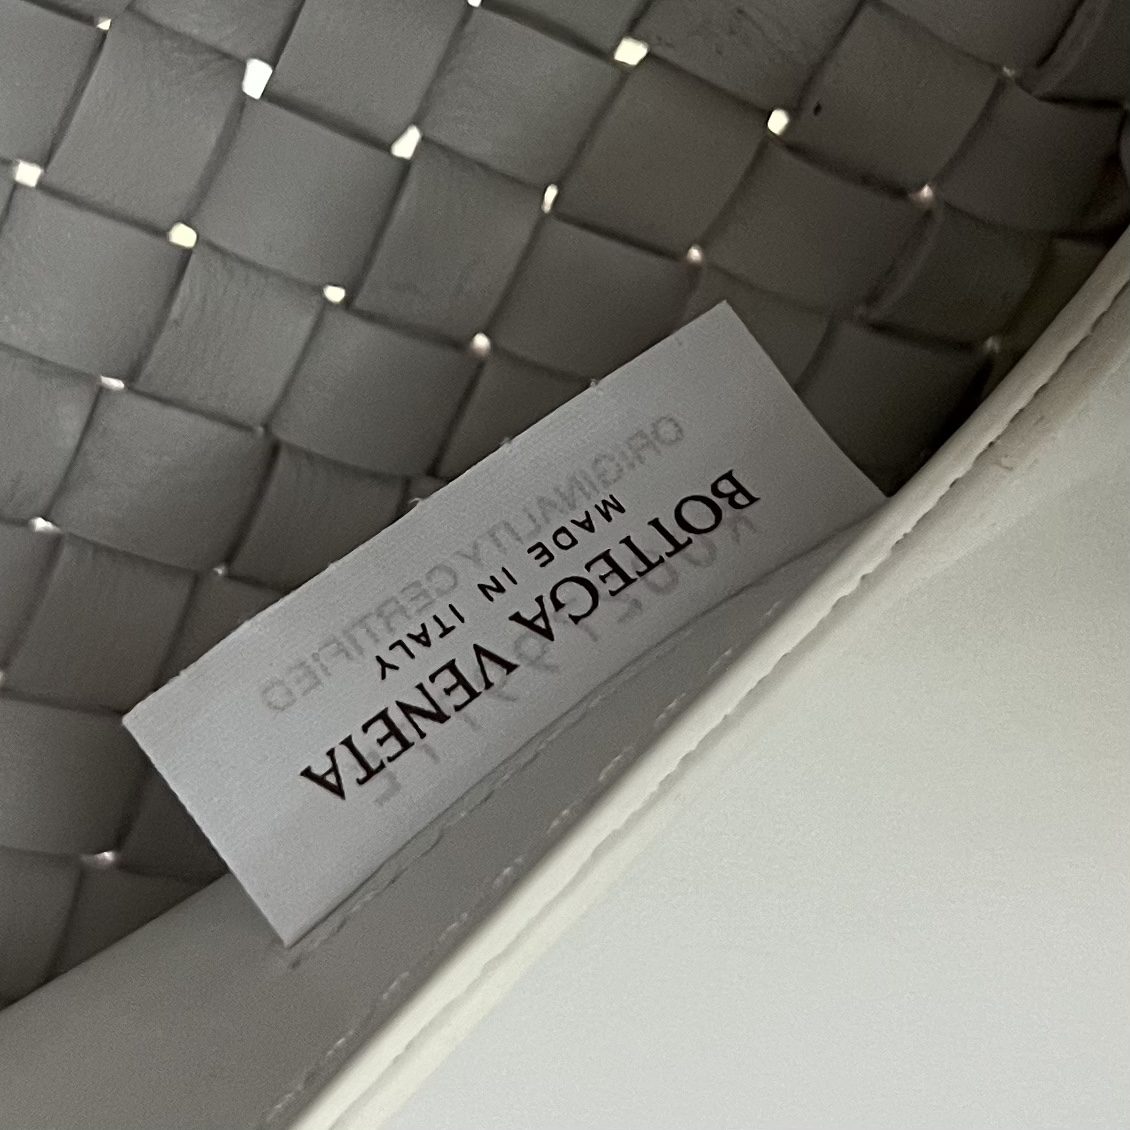 BOTTEGA VENETA
MADE IN ITALY
ORIGINALITY CERTIFIED